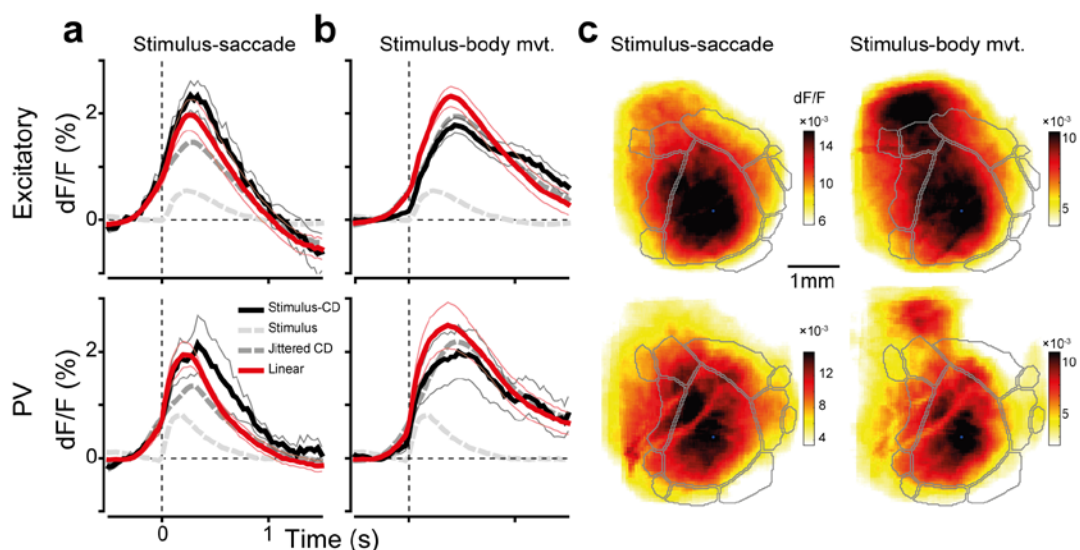 a
Stimulus-saccade
b
Stimulus-body mvt.
c
Stimulus-saccade
Stimulus-body mvt.
Excitatory
dF/F (%)
2
0
dF/F
×10⁻³
14
10
6
×10⁻³
10
5
1mm
PV
dF/F (%)
2
0
Stimulus-CD
Stimulus
Jittered CD
Linear
×10⁻³
12
8
4
×10⁻³
10
5
0
1
Time (s)